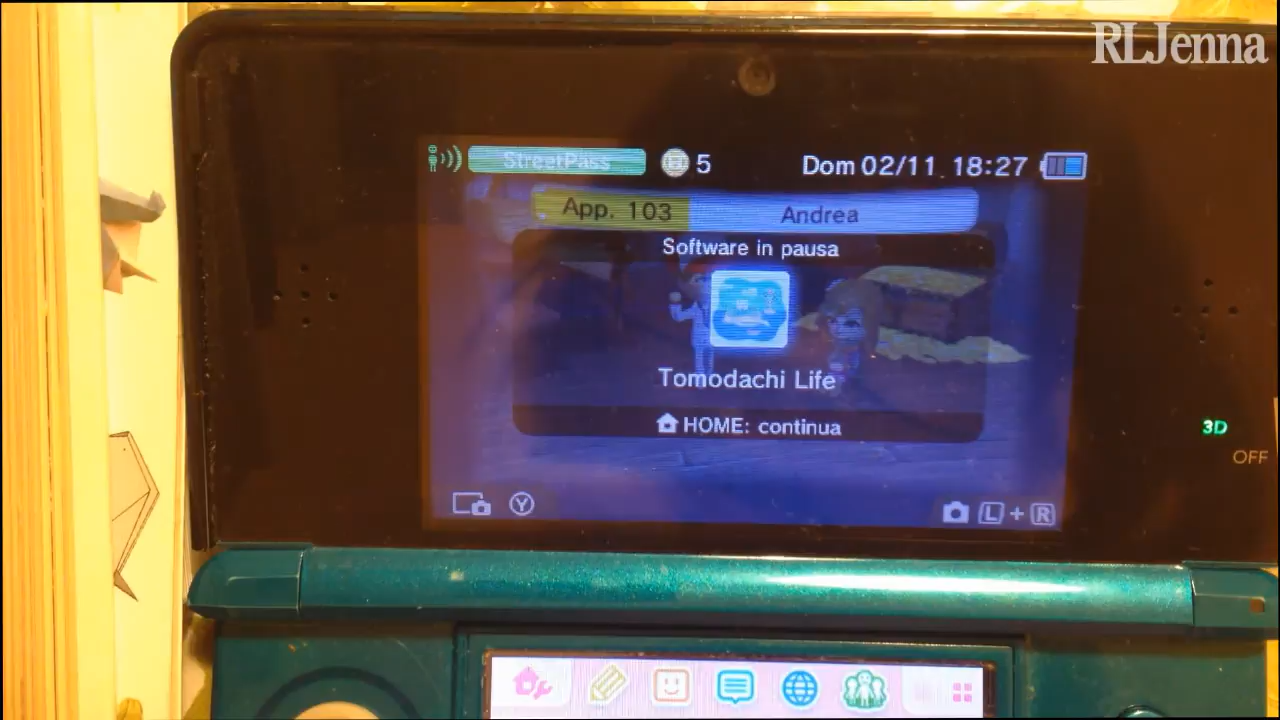 RLJenna
StreetPass 5 Dom 02/11 18:27
App. 103 Andrea
Software in pausa
Tomodachi Life
HOME: continua
Y
L + R
3D
OFF